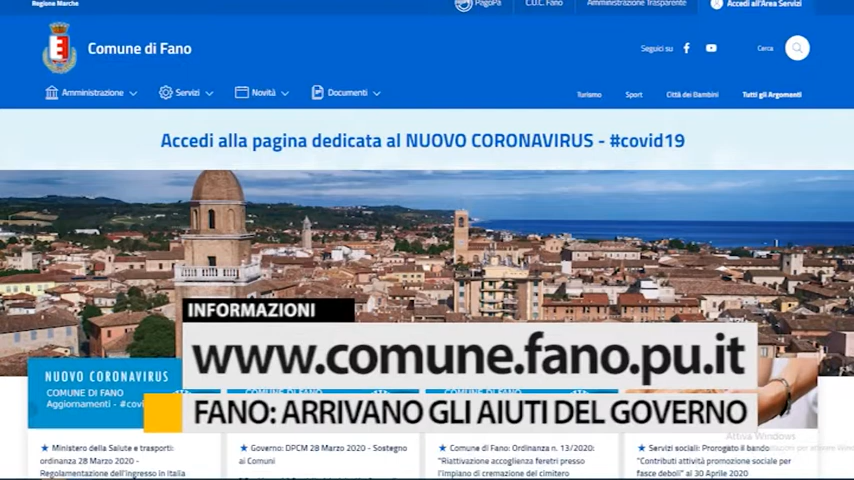 Regione Marche
PagoPa
C.U.C. Fano
Amministrazione Trasparente
Accedi all'Area Servizi
Comune di Fano
Seguici su
Cerca
Amministrazione
Servizi
Novità
Documenti
Turismo
Sport
Città dei Bambini
Tutti gli Argomenti
Accedi alla pagina dedicata al NUOVO CORONAVIRUS - #covid19
INFORMAZIONI
www.comune.fano.pu.it
FANO: ARRIVANO GLI AIUTI DEL GOVERNO
NUOVO CORONAVIRUS
COMUNE DI FANO
Aggiornamenti
Attiva Windows
Ministero della Salute e trasporti:
ordinanza 28 Marzo 2020 -
Regolamentazione dell'ingresso in Italia
Governo: DPCM 28 Marzo 2020 - Sostegno
ai Comuni
Comune di Fano: Ordinanza n. 13/2020:
"Riattivazione accoglienza feretri presso
l'impianto di cremazione del cimitero
Servizi sociali: Prorogato il bando
"Contributi attività promozione sociale per
fasce deboli" al 30 Aprile 2020